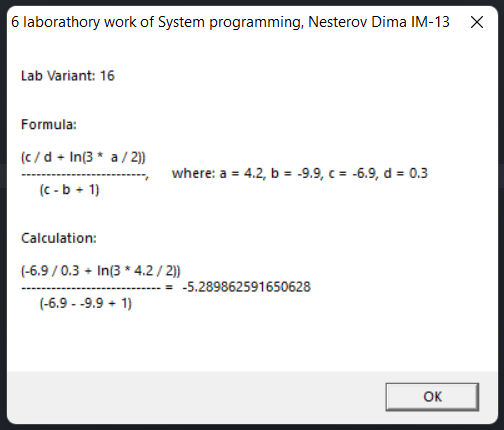 6 laborathory work of System programming, Nesterov Dima IM-13
Lab Variant: 16
Formula:
(c / d + ln(3 *  a / 2))
-------------------------,     where: a = 4.2, b = -9.9, c = -6.9, d = 0.3
(c - b + 1)
Calculation:
(-6.9 / 0.3 + ln(3 * 4.2 / 2))
---------------------------- =  -5.289862591650628
(-6.9 - -9.9 + 1)
OK